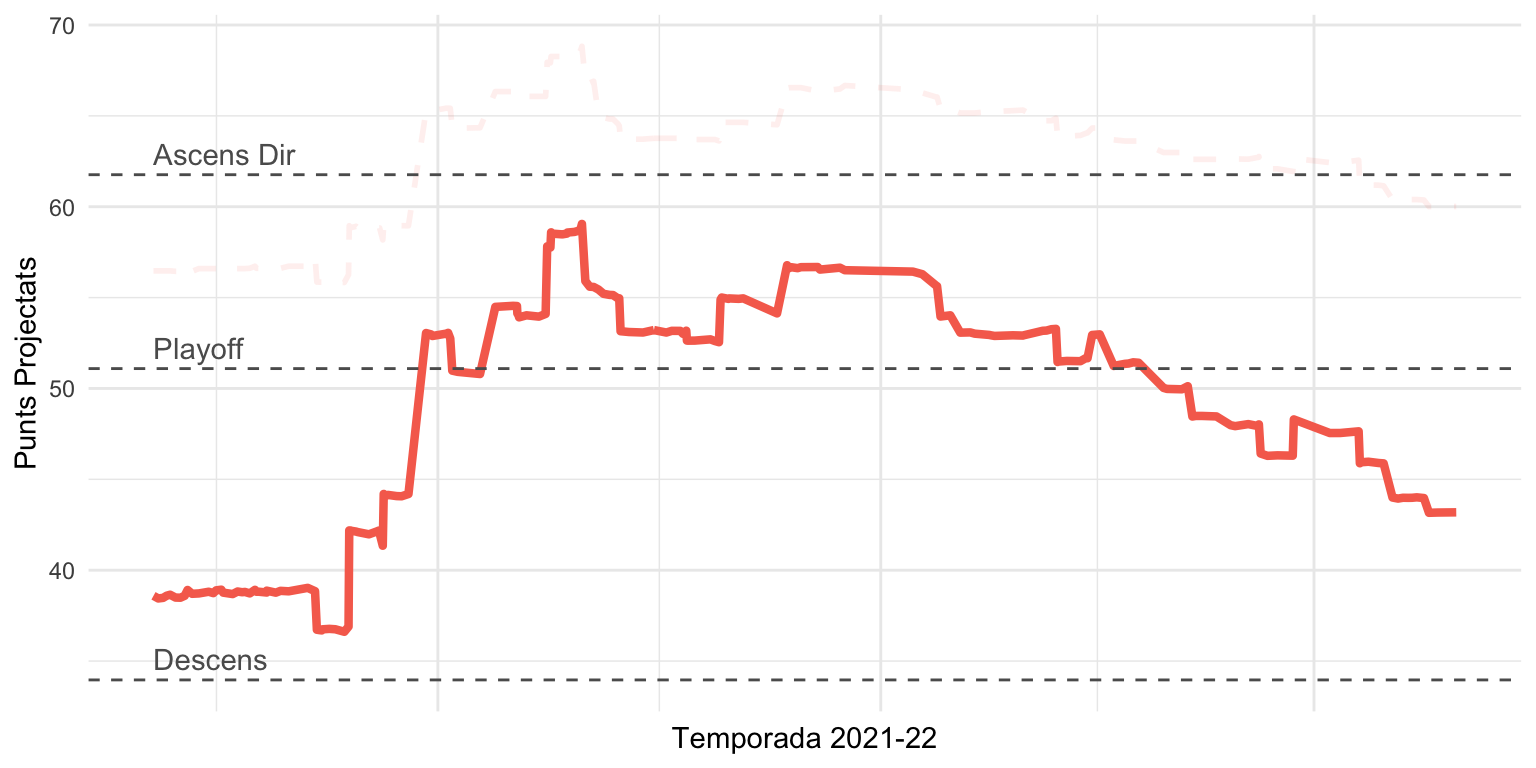 70
Ascens Dir
60
Playoff
50
40
Descens
Punts Projectats
Temporada 2021-22